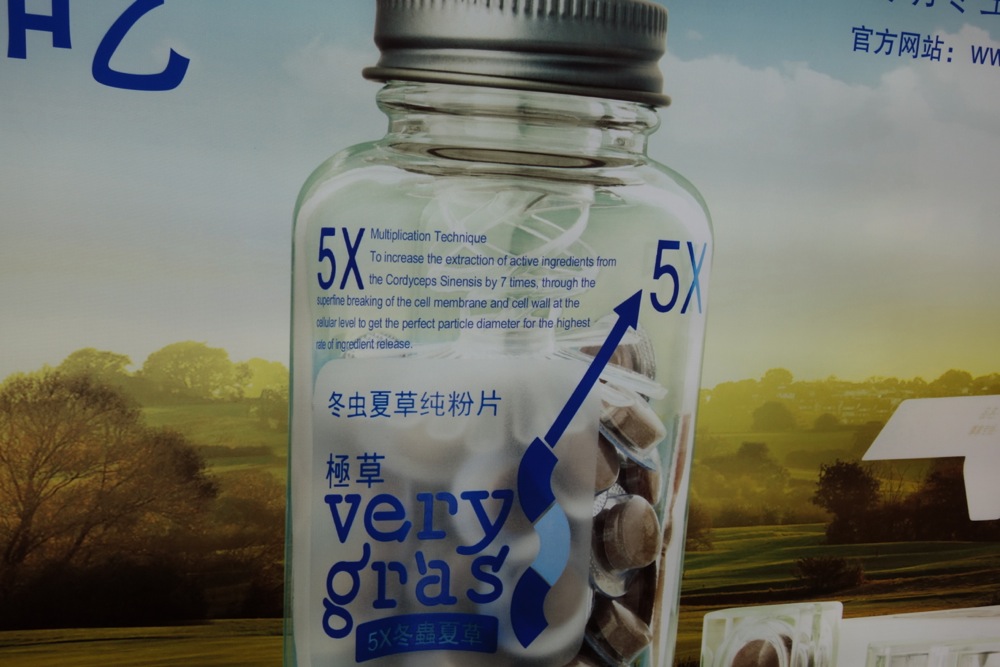 官方网站：ww
5X
Multiplication Technique
To increase the extraction of active ingredients from
the Cordyceps Sinensis by 7 times, through the
superfine breaking of the cell membrane and cell wall at the
cellular level to get the perfect particle diameter for the highest
rate of ingredient release.
5X
冬虫夏草纯粉片
極草
very
gras
5X冬蟲夏草